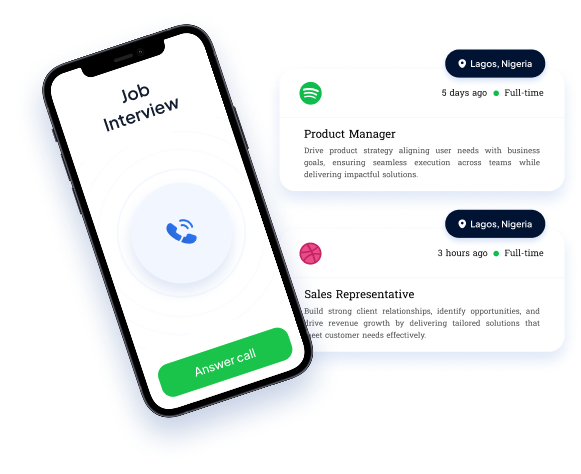 Job
Interview
Answer call
Lagos, Nigeria
5 days ago Full-time
Product Manager
Drive product strategy aligning user needs with business
goals, ensuring seamless execution across teams while
delivering impactful solutions.
Lagos, Nigeria
3 hours ago Full-time
Sales Representative
Build strong client relationships, identify opportunities, and
drive revenue growth by delivering tailored solutions that
meet customer needs effectively.